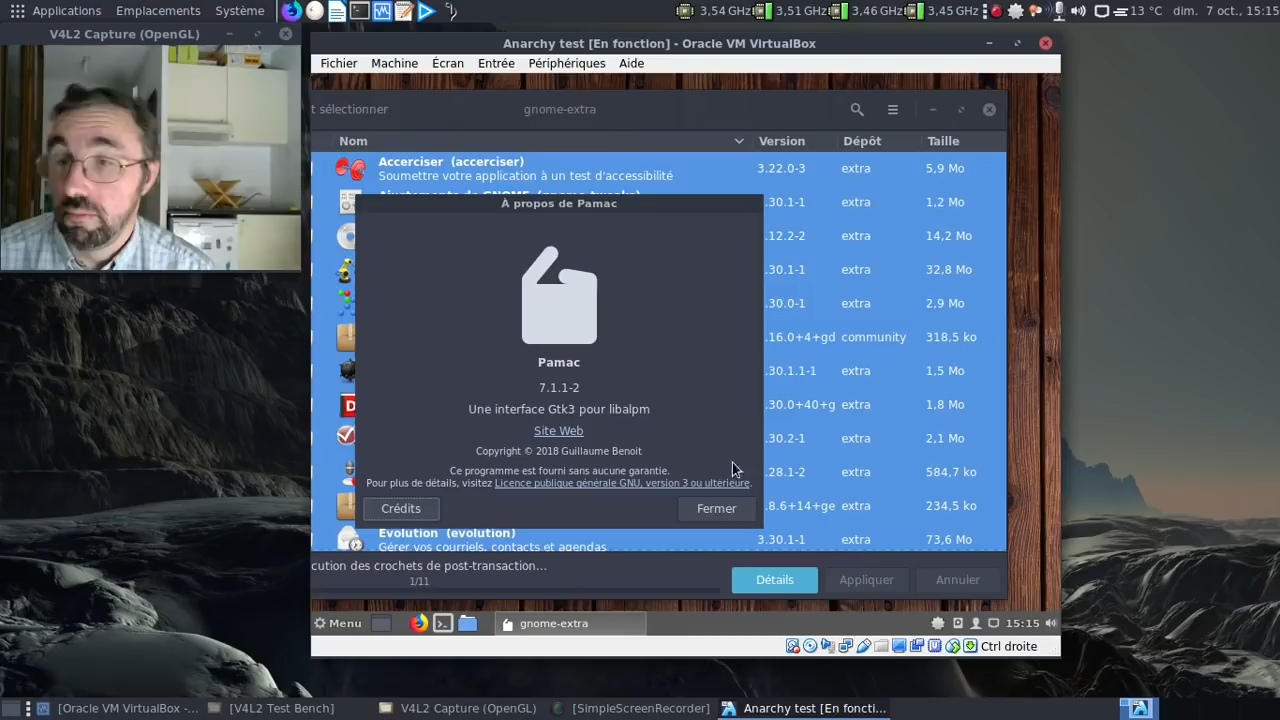 Applications Emplacements Système 3,54 GHz 3,51 GHz 3,46 GHz 3,45 GHz 13 °C dim. 7 oct., 15:15
V4L2 Capture (OpenGL)
Anarchy test [En fonction] - Oracle VM VirtualBox
Fichier Machine Écran Entrée Périphériques Aide
t sélectionner gnome-extra
Nom Version Dépôt Taille
Accerciser (accerciser)
Soumettre votre application à un test d'accessibilité
3.22.0-3 extra 5,9 Mo
.30.1-1 extra 1,2 Mo
.12.2-2 extra 14,2 Mo
.30.1-1 extra 32,8 Mo
.30.0-1 extra 2,9 Mo
.16.0+4+gd community 318,5 ko
.30.1.1-1 extra 1,5 Mo
.30.0+40+g extra 1,8 Mo
.30.2-1 extra 2,1 Mo
.28.1-2 extra 584,7 ko
.8.6+14+ge extra 234,5 ko
À propos de Pamac
Pamac
7.1.1-2
Une interface Gtk3 pour libalpm
Site Web
Copyright © 2018 Guillaume Benoit
Ce programme est fourni sans aucune garantie.
Pour plus de détails, visitez Licence publique générale GNU, version 3 ou ultérieure.
Crédits Fermer
Evolution (evolution)
Gérer vos courriels, contacts et agendas
3.30.1-1 extra 73,6 Mo
cution des crochets de post-transaction...
1/11
Détails Appliquer Annuler
Menu gnome-extra 15:15
Ctrl droite
[Oracle VM VirtualBox -... [V4L2 Test Bench] V4L2 Capture (OpenGL) [SimpleScreenRecorder] Anarchy test [En foncti...